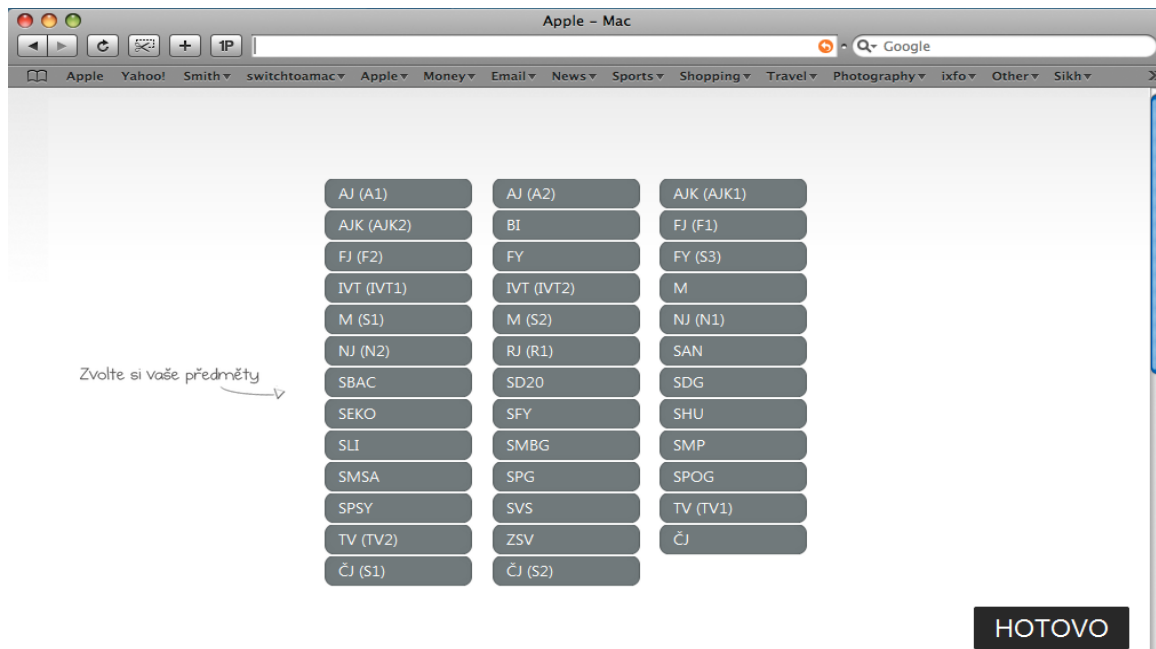 Apple – Mac
1P Google
Apple Yahoo! Smith switchtoamac Apple Money Email News Sports Shopping Travel Photography ixfo Other Sikh
AJ (A1) AJ (A2) AJK (AJK1)
AJK (AJK2) BI FJ (F1)
FJ (F2) FY FY (S3)
IVT (IVT1) IVT (IVT2) M
M (S1) M (S2) NJ (N1)
NJ (N2) RJ (R1) SAN
Zvolte si vaše předměty
SBAC SD20 SDG
SEKO SFY SHU
SLI SMBG SMP
SMSA SPG SPOG
SPSY SVS TV (TV1)
TV (TV2) ZSV ČJ
ČJ (S1) ČJ (S2)
HOTOVO